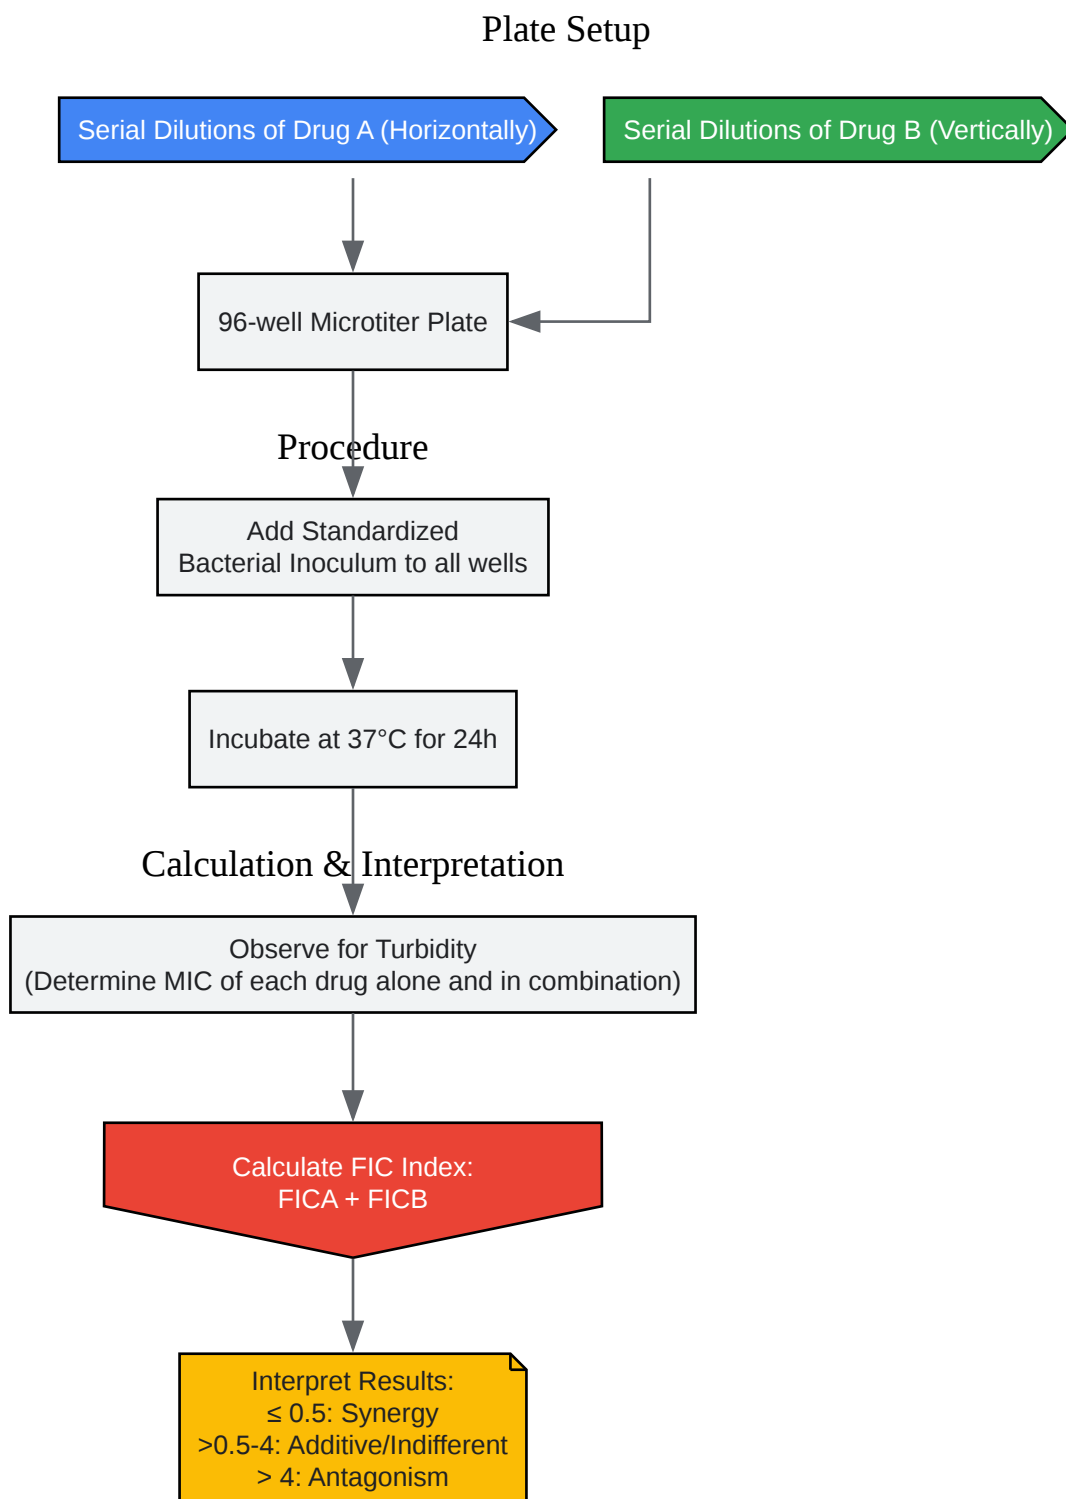 Plate Setup
Serial Dilutions of Drug A (Horizontally)
Serial Dilutions of Drug B (Vertically)
96-well Microtiter Plate
Procedure
Add Standardized
Bacterial Inoculum to all wells
Incubate at 37°C for 24h
Calculation & Interpretation
Observe for Turbidity
(Determine MIC of each drug alone and in combination)
Calculate FIC Index:
FICA + FICB
Interpret Results:
≤ 0.5: Synergy
>0.5-4: Additive/Indifferent
> 4: Antagonism